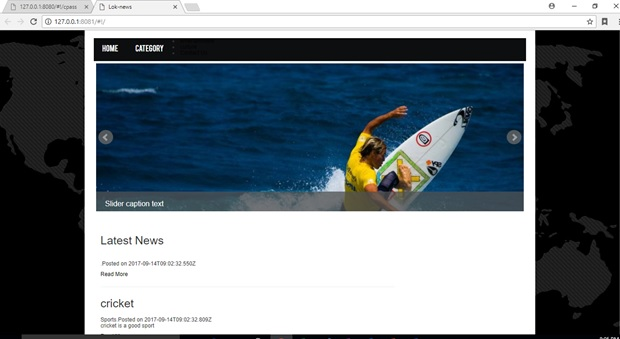 127.0.0.1:8080/#!/cpass
Lok-news
127.0.0.1:8081/#!/
HOME CATEGORY
Slider caption text
Latest News
Posted on 2017-09-14T09:02:32.550Z
Read More
cricket
Sports Posted on 2017-09-14T09:02:32.809Z
cricket is a good sport